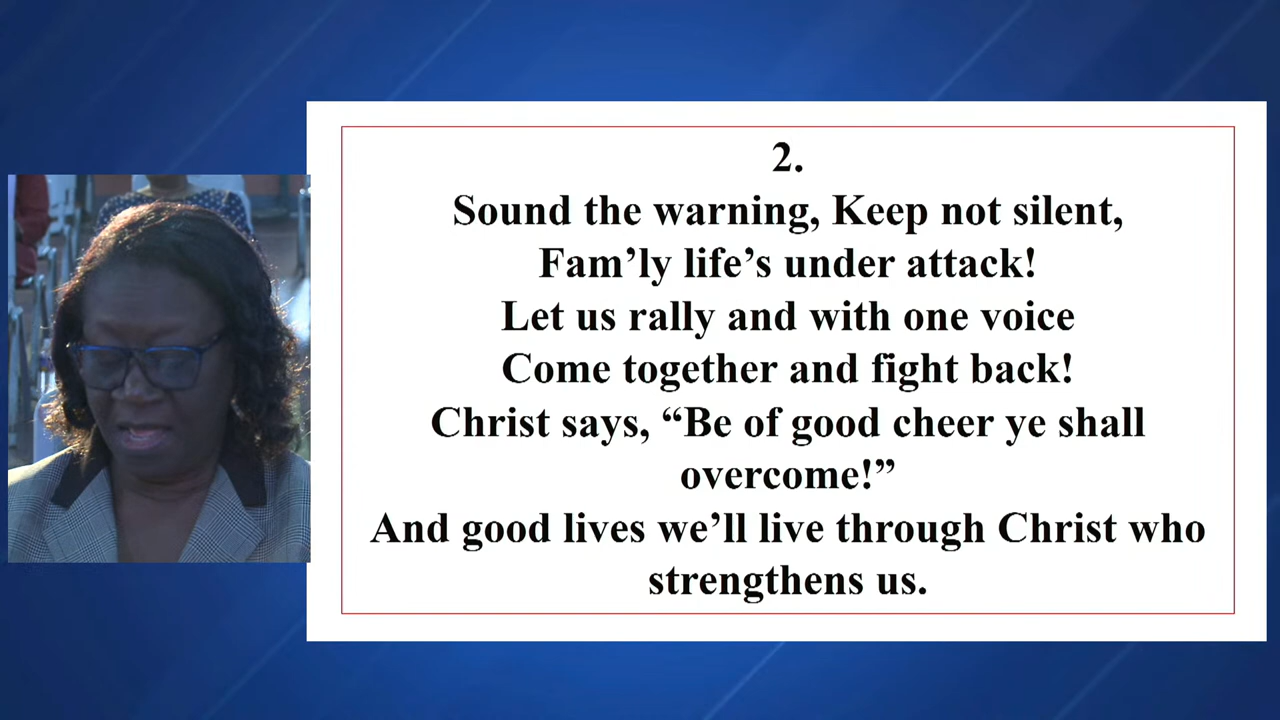 2.
Sound the warning, Keep not silent,
Fam’ly life’s under attack!
Let us rally and with one voice
Come together and fight back!
Christ says, “Be of good cheer ye shall
overcome!”
And good lives we’ll live through Christ who
strengthens us.